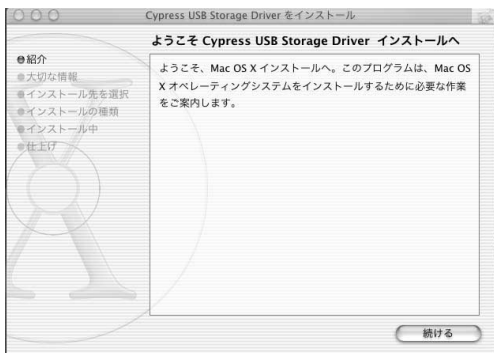 Cypress USB Storage Driver をインストール
ようこそ Cypress USB Storage Driver インストールへ
紹介
大切な情報
インストール先を選択
インストールの種類
インストール中
仕上げ
ようこそ、Mac OS X インストールへ。このプログラムは、Mac OS
X オペレーティングシステムをインストールするために必要な作業
をご案内します。
続ける